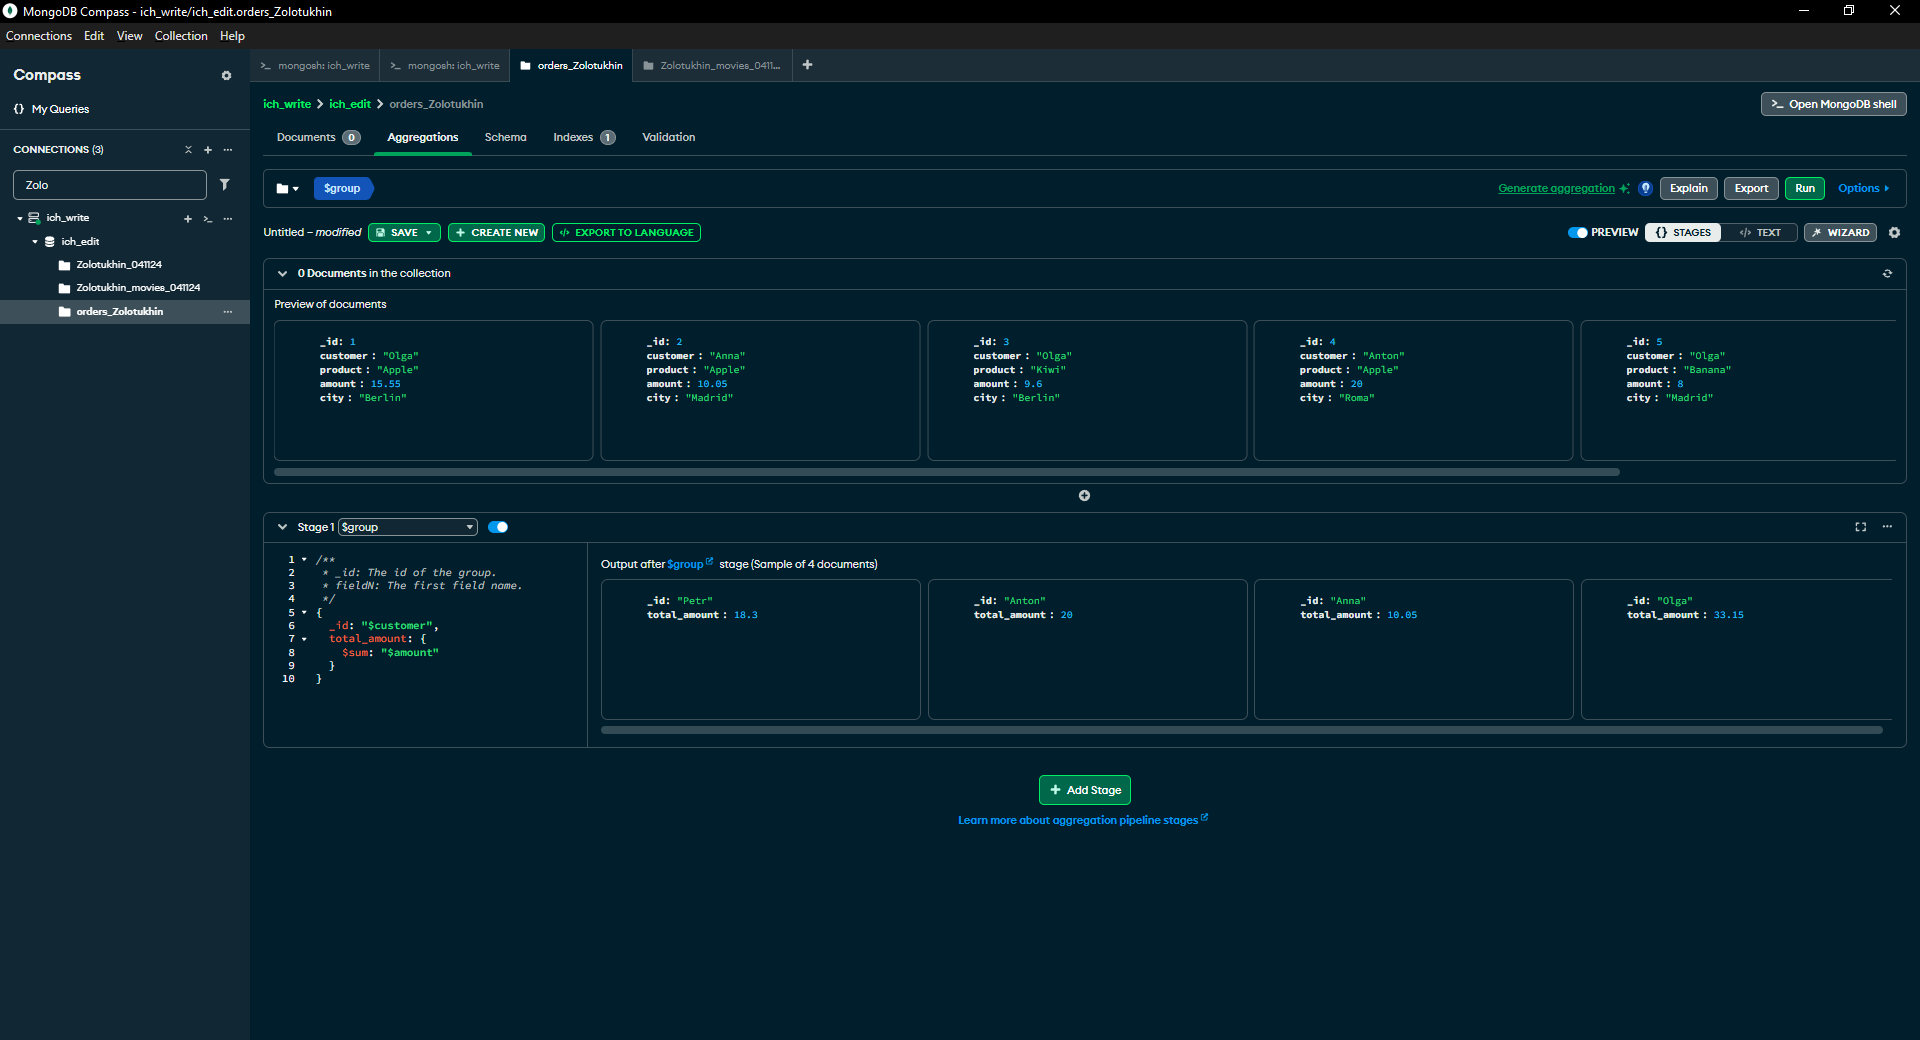 MongoDB Compass - ich_write/ich_edit.orders_Zolotukhin
Connections Edit View Collection Help
Compass
My Queries
CONNECTIONS (3)
Zolo
ich_write
ich_edit
Zolotukhin_041124
Zolotukhin_movies_041124
orders_Zolotukhin
mongosh: ich_write
mongosh: ich_write
orders_Zolotukhin
Zolotukhin_movies_0411...
ich_write > ich_edit > orders_Zolotukhin
>_ Open MongoDB shell
Documents 0 Aggregations Schema Indexes 1 Validation
$group
Generate aggregation Explain Export Run Options
Untitled – modified SAVE + CREATE NEW </> EXPORT TO LANGUAGE
PREVIEW {} STAGES </> TEXT WIZARD
0 Documents in the collection
Preview of documents
_id: 1
customer : "Olga"
product : "Apple"
amount : 15.55
city : "Berlin"
_id: 2
customer : "Anna"
product : "Apple"
amount : 10.05
city : "Madrid"
_id: 3
customer : "Olga"
product : "Kiwi"
amount : 9.6
city : "Berlin"
_id: 4
customer : "Anton"
product : "Apple"
amount : 20
city : "Roma"
_id: 5
customer : "Olga"
product : "Banana"
amount : 8
city : "Madrid"
Stage 1 $group
1 /**
2 * _id: The id of the group.
3 * fieldN: The first field name.
4 */
5 {
6 _id: "$customer",
7 total_amount: {
8 $sum: "$amount"
9 }
10 }
Output after $group stage (Sample of 4 documents)
_id: "Petr"
total_amount : 18.3
_id: "Anton"
total_amount : 20
_id: "Anna"
total_amount : 10.05
_id: "Olga"
total_amount : 33.15
+ Add Stage
Learn more about aggregation pipeline stages